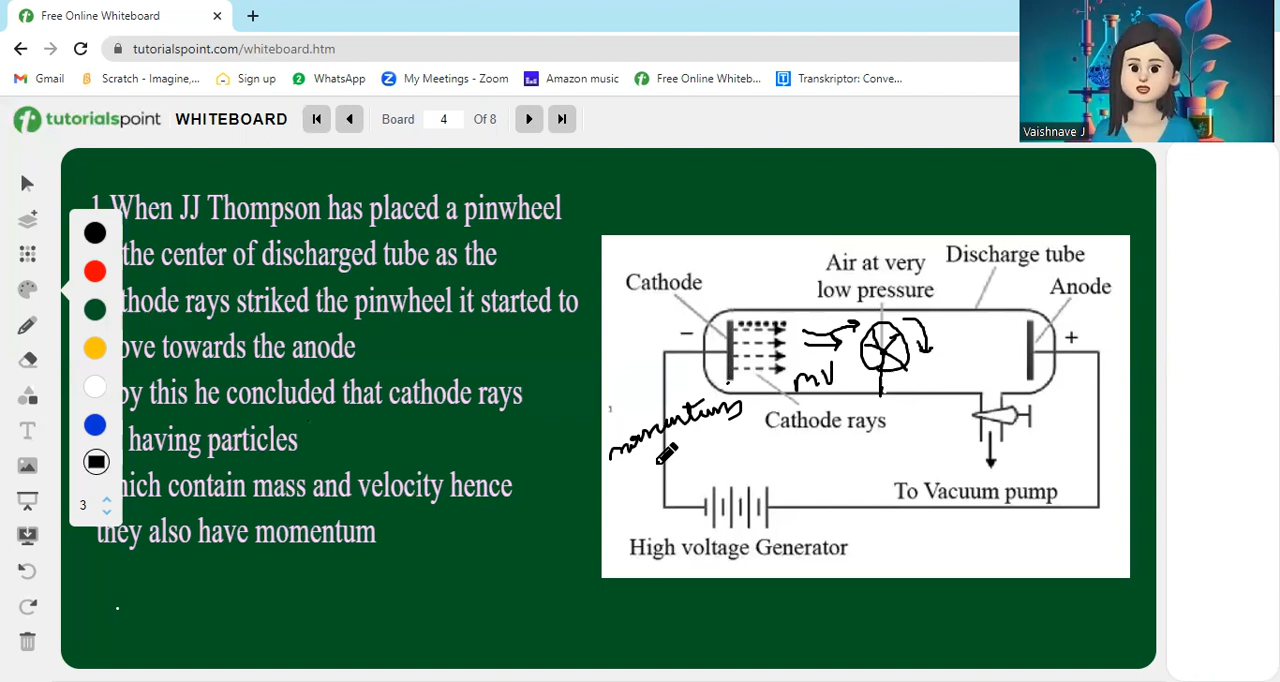 Free Online Whiteboard
tutorialspoint.com/whiteboard.htm
Gmail
Scratch - Imagine,...
Sign up
WhatsApp
My Meetings - Zoom
Amazon music
Free Online Whiteb...
Transkriptor: Conve...
tutorialspoint WHITEBOARD Board 4 Of 8
Vaishnave J
1 When JJ Thompson has placed a pinwheel
the center of discharged tube as the
thode rays striked the pinwheel it started to
ove towards the anode
by this he concluded that cathode rays
having particles
hich contain mass and velocity hence
they also have momentum
3
Cathode
Air at very
low pressure
Discharge tube
Anode
−
+
mv
Cathode rays
momentum
1
To Vacuum pump
High voltage Generator